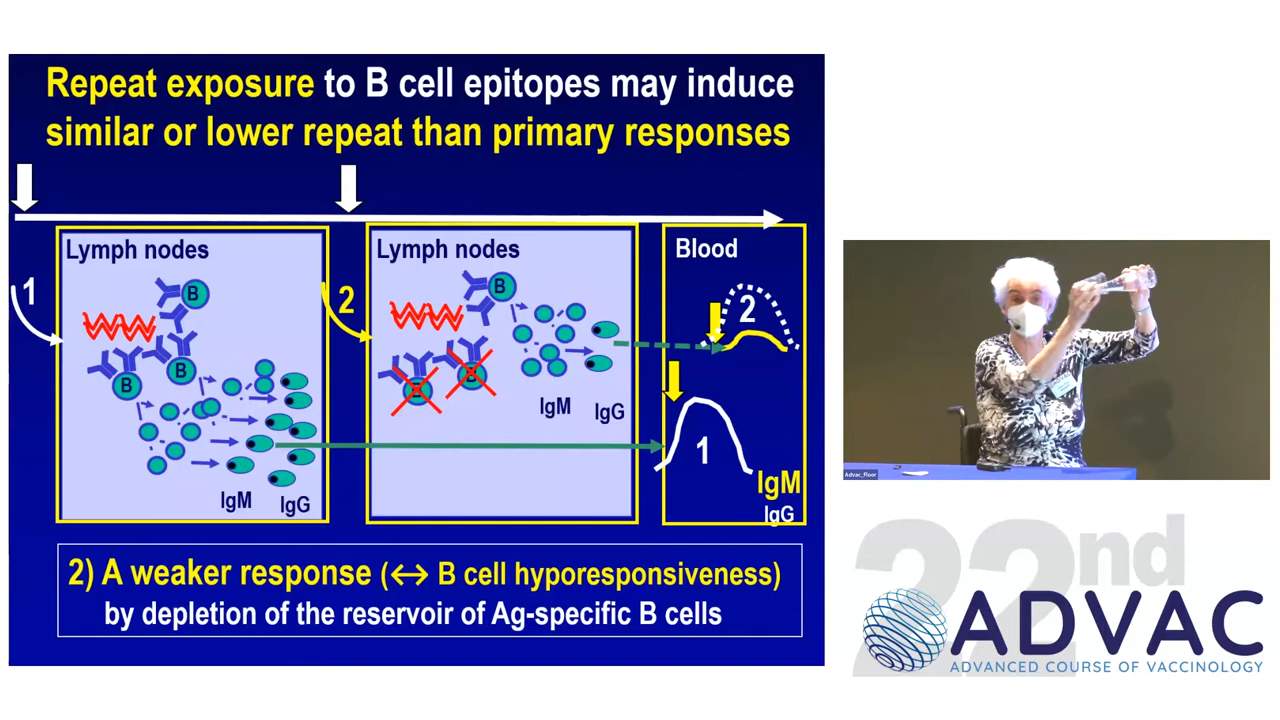 Repeat exposure to B cell epitopes may induce
similar or lower repeat than primary responses
Lymph nodes
1
B
B
B
IgM
IgG
Lymph nodes
2
B
IgM
IgG
Blood
2
1
IgM
IgG
2) A weaker response (↔ B cell hyporesponsiveness)
by depletion of the reservoir of Ag-specific B cells
Advac_Floor
22nd
ADVAC
ADVANCED COURSE OF VACCINOLOGY